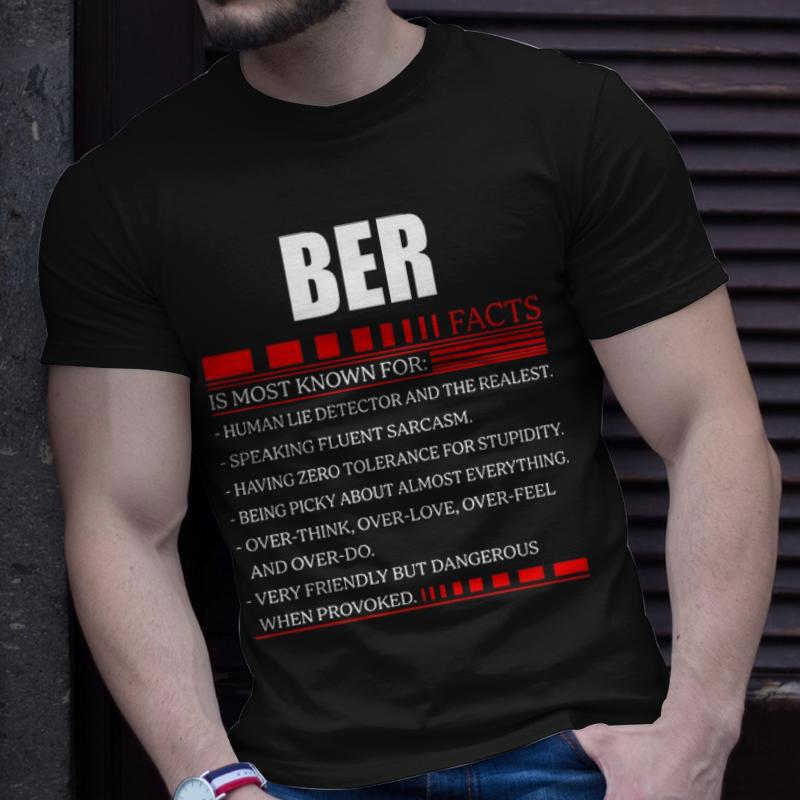 BER
FACTS
IS MOST KNOWN FOR:
- HUMAN LIE DETECTOR AND THE REALEST.
- SPEAKING FLUENT SARCASM.
- HAVING ZERO TOLERANCE FOR STUPIDITY.
- BEING PICKY ABOUT ALMOST EVERYTHING.
- OVER-THINK, OVER-LOVE, OVER-FEEL
AND OVER-DO.
- VERY FRIENDLY BUT DANGEROUS
WHEN PROVOKED.